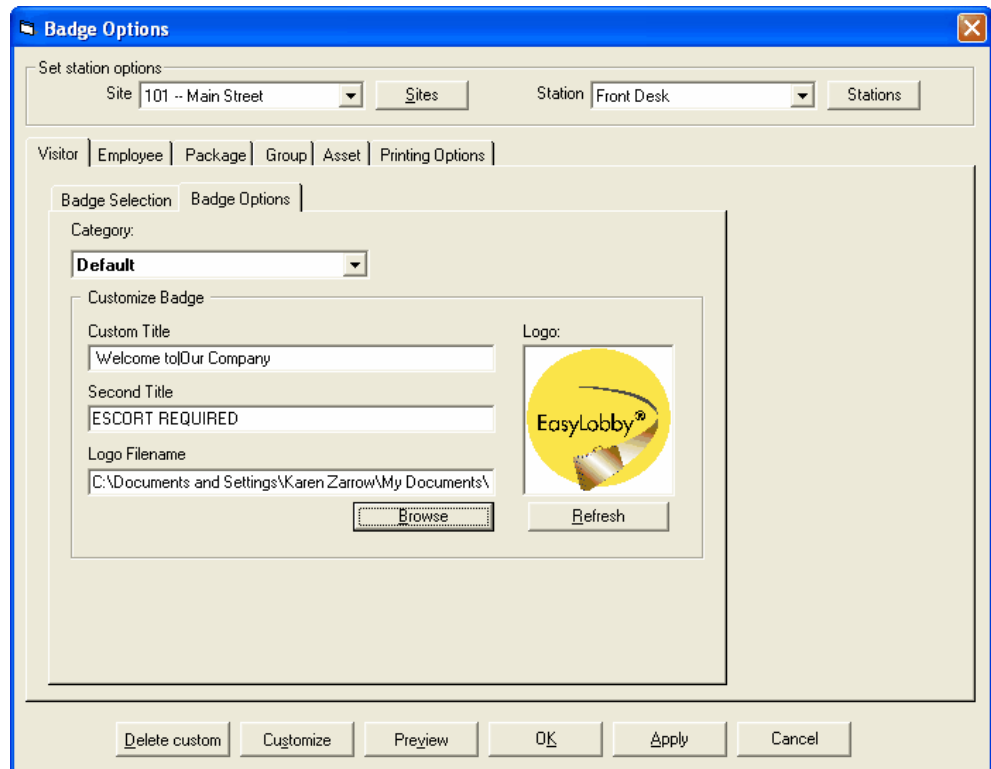 Badge Options
Set station options
Site 101 -- Main Street Sites Station Front Desk Stations
Visitor Employee Package Group Asset Printing Options
Badge Selection Badge Options
Category:
Default
Customize Badge
Custom Title Logo:
Welcome to|Our Company
Second Title
ESCORT REQUIRED
EasyLobby®
Logo Filename
C:\Documents and Settings\Karen Zarrow\My Documents\
Browse Refresh
Delete custom Customize Preview OK Apply Cancel